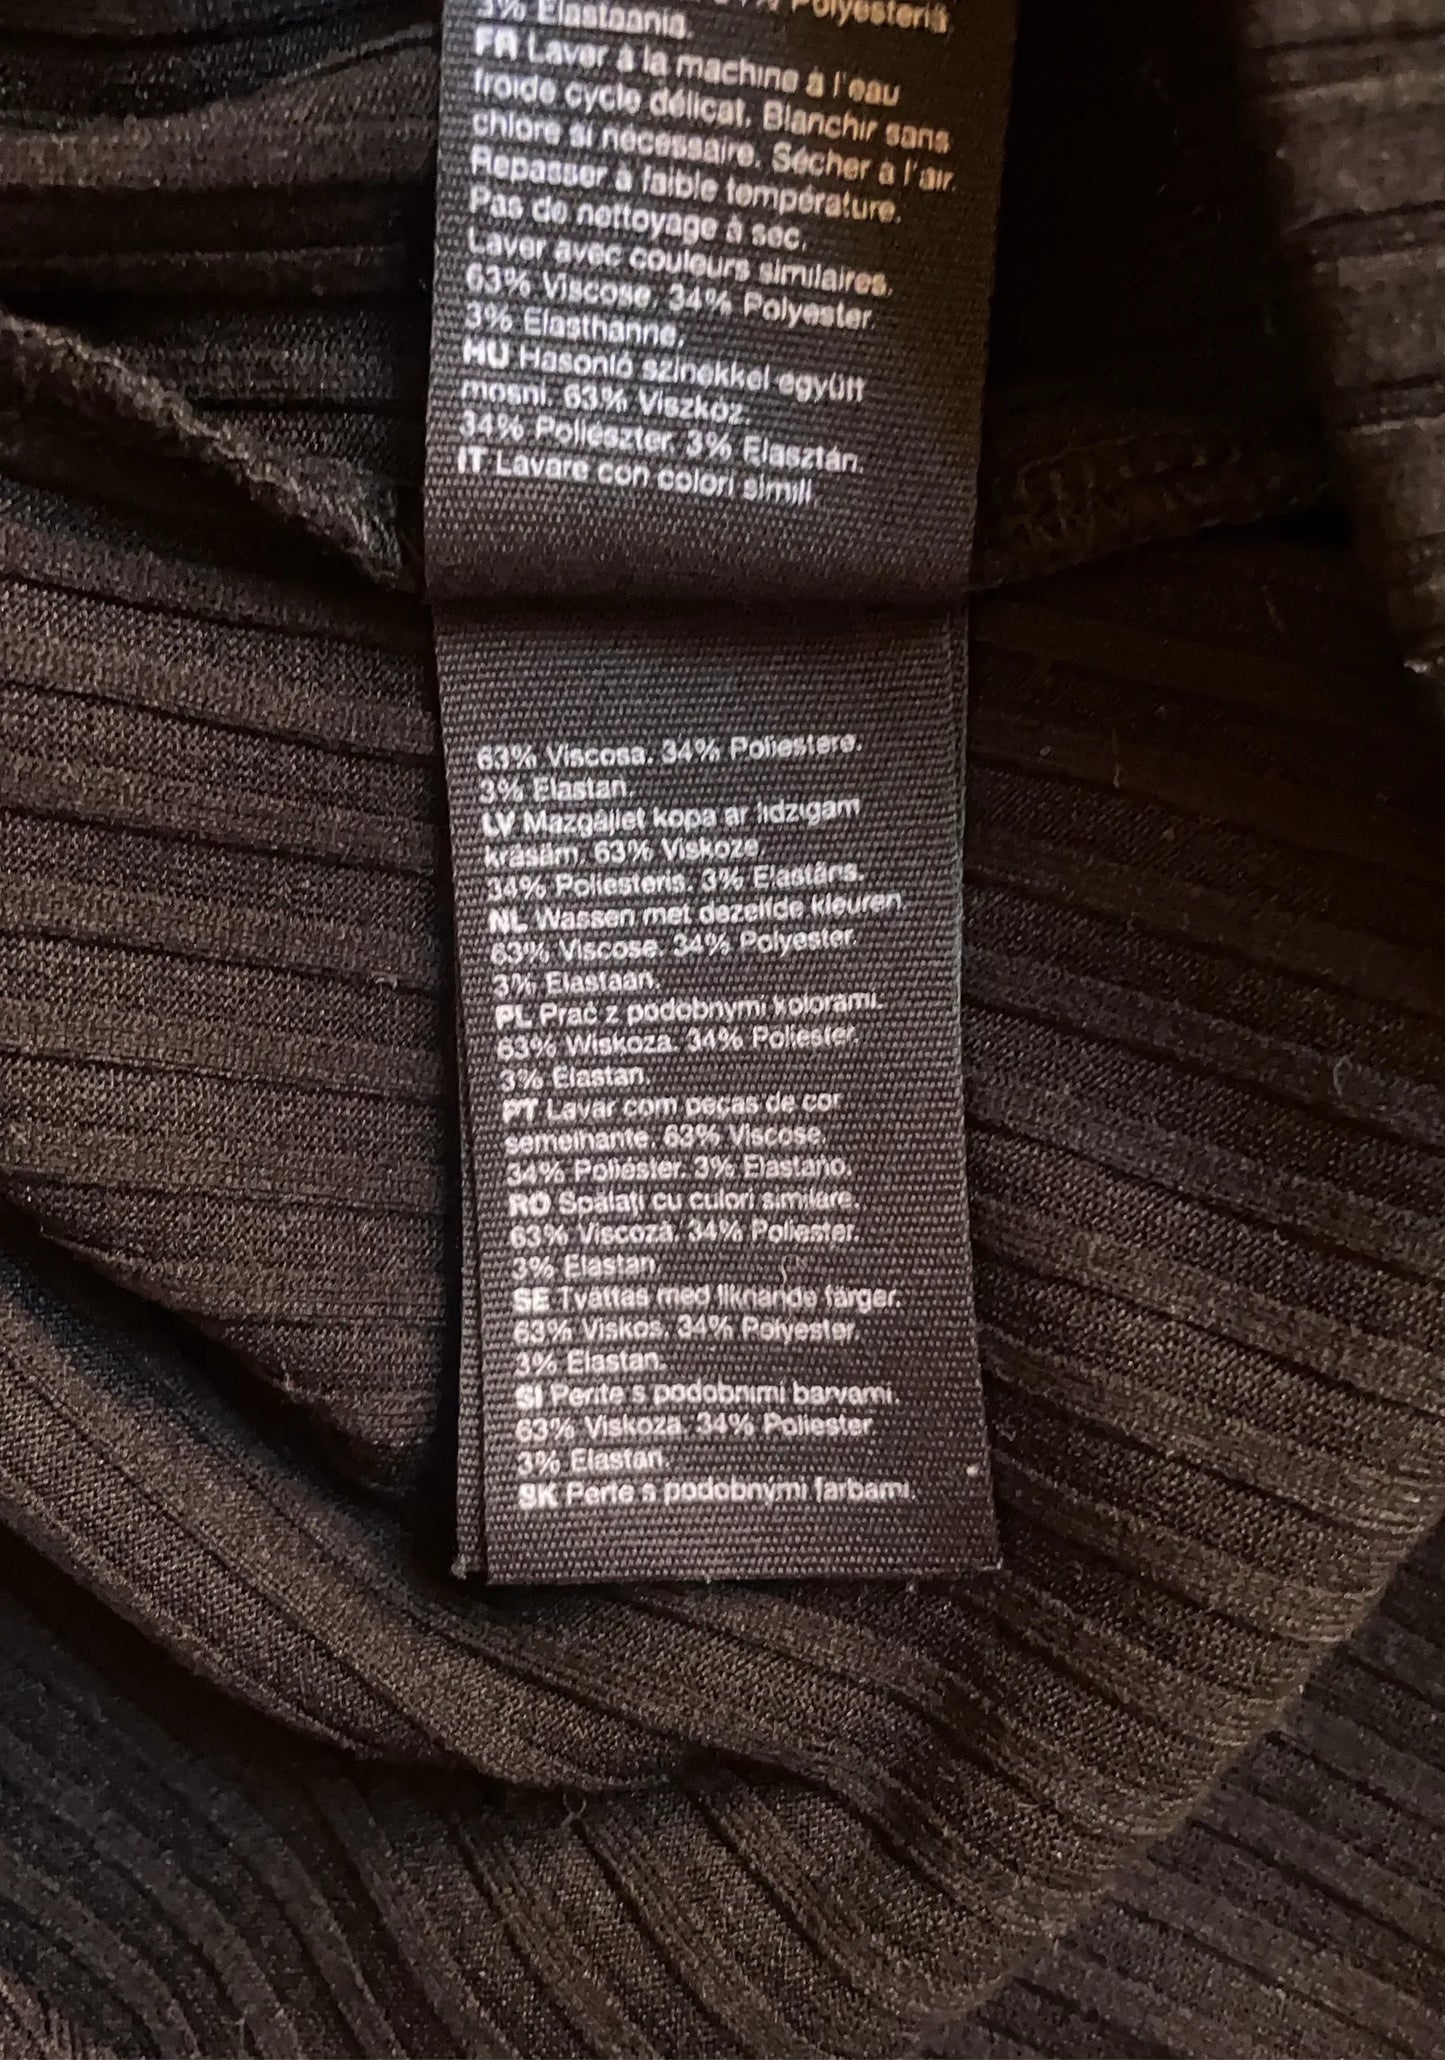 3% Elastaania.
FR Laver à la machine à l'eau
froide cycle délicat. Blanchir sans
chlore si nécessaire. Sécher à l'air.
Repasser à faible température.
Pas de nettoyage à sec.
Laver avec couleurs similaires.
63% Viscose, 34% Polyester
3% Elasthanne,
HU Hasonló színekkel együtt
mosni. 63% Viszkóz.
34% Poliészter. 3% Elasztán.
IT Lavare con colori simili
63% Viscosa. 34% Poliestere.
3% Elastan.
LV Mazgājiet kopā ar līdzīgām
krāsām. 63% Viskoze
34% Poliesteris. 3% Elastāns.
NL Wassen met dezelfde kleuren
63% Viscose. 34% Polyester.
3% Elastaan.
PL Prać z podobnymi kolorami.
63% Wiskoza. 34% Poliester.
3% Elastan.
PT Lavar com peças de cor
semelhante. 63% Viscose.
34% Poliéster. 3% Elastano.
RO Spălați cu culori similare.
63% Viscoză. 34% Poliester.
3% Elastan.
SE Tvättas med liknande färger.
63% Viskos. 34% Polyester.
3% Elastan.
SI Perite s podobnimi barvami
63% Viskoza. 34% Poliester
3% Elastan.
SK Perte s podobnými farbami.